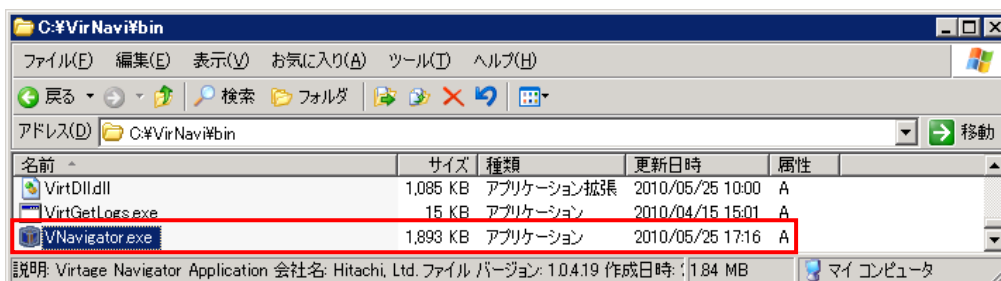 C:¥VirNavi¥bin
ファイル(F) 編集(E) 表示(V) お気に入り(A) ツール(T) ヘルプ(H)
戻る 検索 フォルダ
アドレス(D) C:¥VirNavi¥bin 移動
名前 サイズ 種類 更新日時 属性
VirtDll.dll 1,085 KB アプリケーション拡張 2010/05/25 10:00 A
VirtGetLogs.exe 15 KB アプリケーション 2010/04/15 15:01 A
VNavigator.exe 1,893 KB アプリケーション 2010/05/25 17:16 A
説明: Virtage Navigator Application 会社名: Hitachi, Ltd. ファイル バージョン: 1.0.4.19 作成日時: 1.84 MB マイ コンピュータ